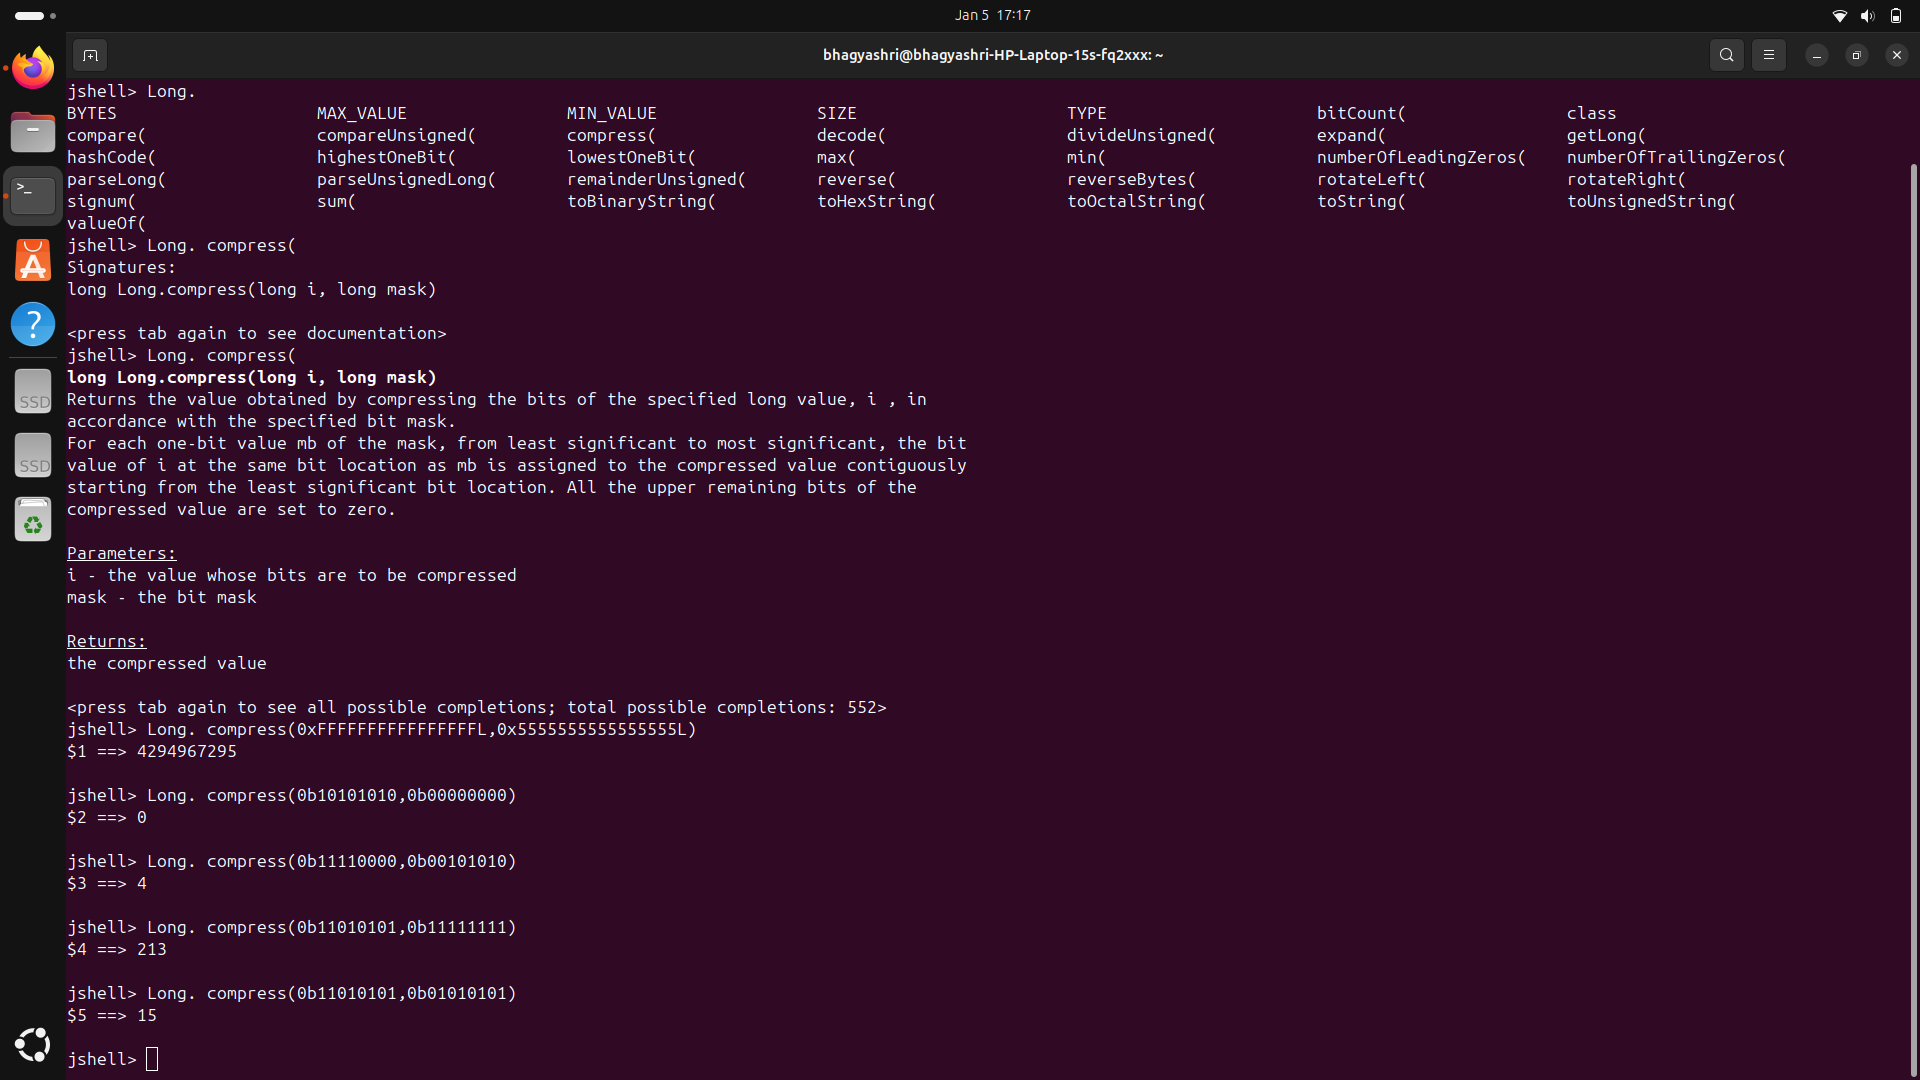 Jan 5 17:17
bhagyashri@bhagyashri-HP-Laptop-15s-fq2xxx: ~
jshell> Long.
BYTES MAX_VALUE MIN_VALUE SIZE TYPE bitCount( class
compare( compareUnsigned( compress( decode( divideUnsigned( expand( getLong(
hashCode( highestOneBit( lowestOneBit( max( min( numberOfLeadingZeros( numberOfTrailingZeros(
parseLong( parseUnsignedLong( remainderUnsigned( reverse( reverseBytes( rotateLeft( rotateRight(
signum( sum( toBinaryString( toHexString( toOctalString( toString( toUnsignedString(
valueOf(
jshell> Long. compress(
Signatures:
long Long.compress(long i, long mask)
<press tab again to see documentation>
jshell> Long. compress(
long Long.compress(long i, long mask)
Returns the value obtained by compressing the bits of the specified long value, i , in
accordance with the specified bit mask.
For each one-bit value mb of the mask, from least significant to most significant, the bit
value of i at the same bit location as mb is assigned to the compressed value contiguously
starting from the least significant bit location. All the upper remaining bits of the
compressed value are set to zero.
Parameters:
i - the value whose bits are to be compressed
mask - the bit mask
Returns:
the compressed value
<press tab again to see all possible completions; total possible completions: 552>
jshell> Long. compress(0xFFFFFFFFFFFFFFFFL,0x5555555555555555L)
$1 ==> 4294967295
jshell> Long. compress(0b10101010,0b00000000)
$2 ==> 0
jshell> Long. compress(0b11110000,0b00101010)
$3 ==> 4
jshell> Long. compress(0b11010101,0b11111111)
$4 ==> 213
jshell> Long. compress(0b11010101,0b01010101)
$5 ==> 15
jshell>
>_
SSD
SSD